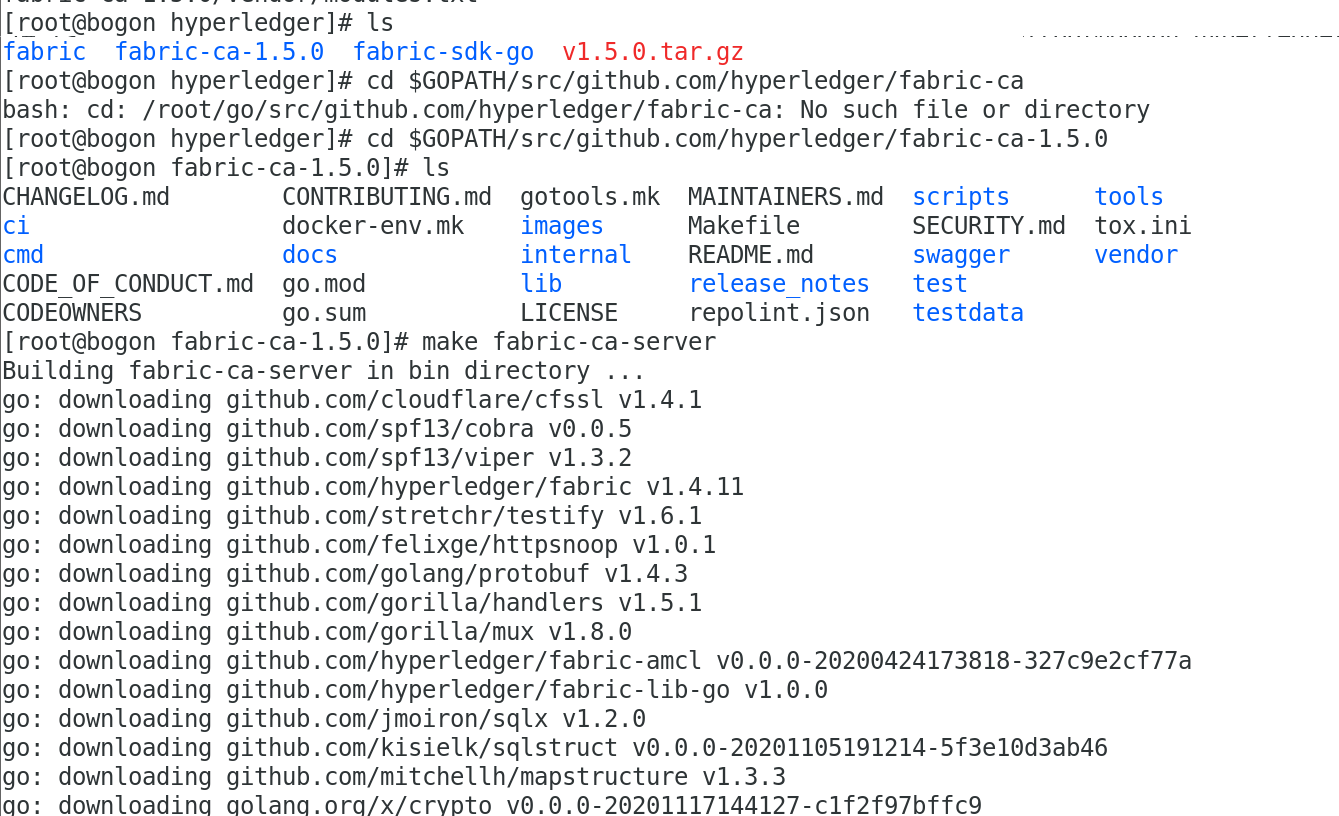 fabric-ca-1.5.0/vendor/modules.txt
[root@bogon hyperledger]# ls
fabric  fabric-ca-1.5.0  fabric-sdk-go  v1.5.0.tar.gz
[root@bogon hyperledger]# cd $GOPATH/src/github.com/hyperledger/fabric-ca
bash: cd: /root/go/src/github.com/hyperledger/fabric-ca: No such file or directory
[root@bogon hyperledger]# cd $GOPATH/src/github.com/hyperledger/fabric-ca-1.5.0
[root@bogon fabric-ca-1.5.0]# ls
CHANGELOG.md        CONTRIBUTING.md  gotools.mk  MAINTAINERS.md  scripts      tools
ci                  docker-env.mk    images      Makefile        SECURITY.md  tox.ini
cmd                 docs             internal    README.md       swagger      vendor
CODE_OF_CONDUCT.md  go.mod           lib         release_notes   test
CODEOWNERS          go.sum           LICENSE     repolint.json   testdata
[root@bogon fabric-ca-1.5.0]# make fabric-ca-server
Building fabric-ca-server in bin directory ...
go: downloading github.com/cloudflare/cfssl v1.4.1
go: downloading github.com/spf13/cobra v0.0.5
go: downloading github.com/spf13/viper v1.3.2
go: downloading github.com/hyperledger/fabric v1.4.11
go: downloading github.com/stretchr/testify v1.6.1
go: downloading github.com/felixge/httpsnoop v1.0.1
go: downloading github.com/golang/protobuf v1.4.3
go: downloading github.com/gorilla/handlers v1.5.1
go: downloading github.com/gorilla/mux v1.8.0
go: downloading github.com/hyperledger/fabric-amcl v0.0.0-20200424173818-327c9e2cf77a
go: downloading github.com/hyperledger/fabric-lib-go v1.0.0
go: downloading github.com/jmoiron/sqlx v1.2.0
go: downloading github.com/kisielk/sqlstruct v0.0.0-20201105191214-5f3e10d3ab46
go: downloading github.com/mitchellh/mapstructure v1.3.3
go: downloading golang.org/x/crypto v0.0.0-20201117144127-c1f2f97bffc9